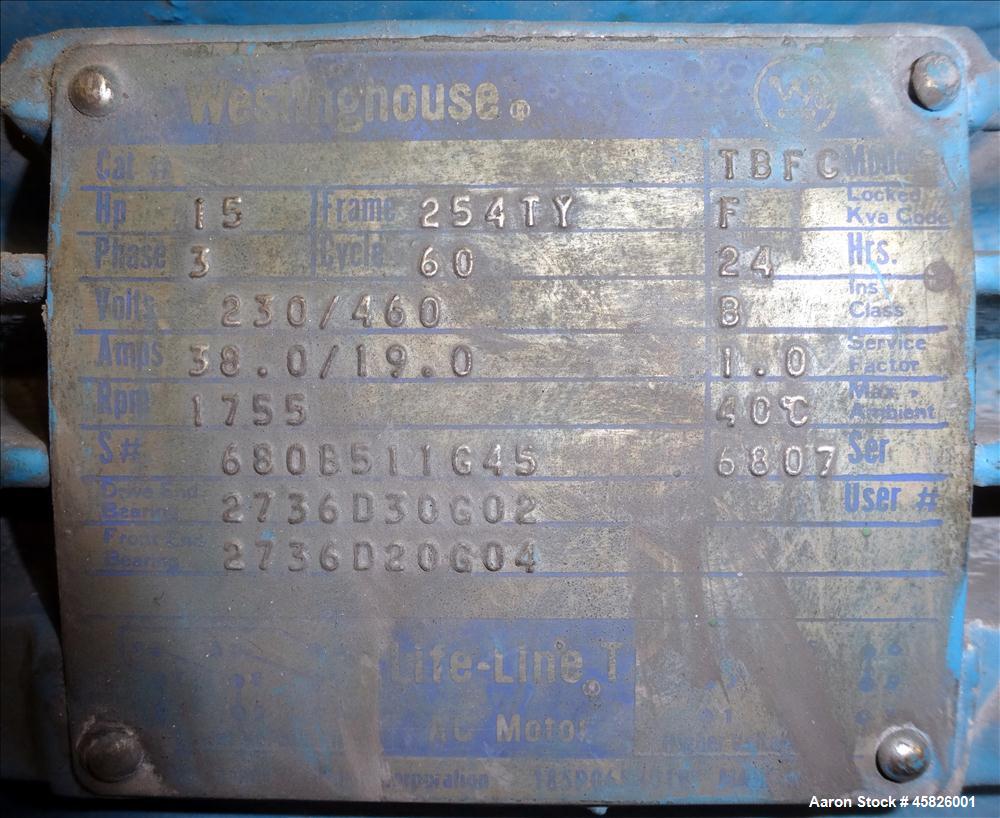 Westinghouse®
W
Cat # TBFC Model
Hp 15 Frame 254TY F Locked Kva Code
Phase 3 Cycle 60 24 Hrs.
Volts 230/460 B Ins Class
Amps 38.0/19.0 1.0 Service Factor
Rpm 1755 40°C Max. Ambient
S# 680B511G45 6807 Ser
Drive End Bearing 2736D30G02 User #
Front End Bearing 2736D20G04
Life-Line® T
AC Motor
Corporation
Aaron Stock # 45826001